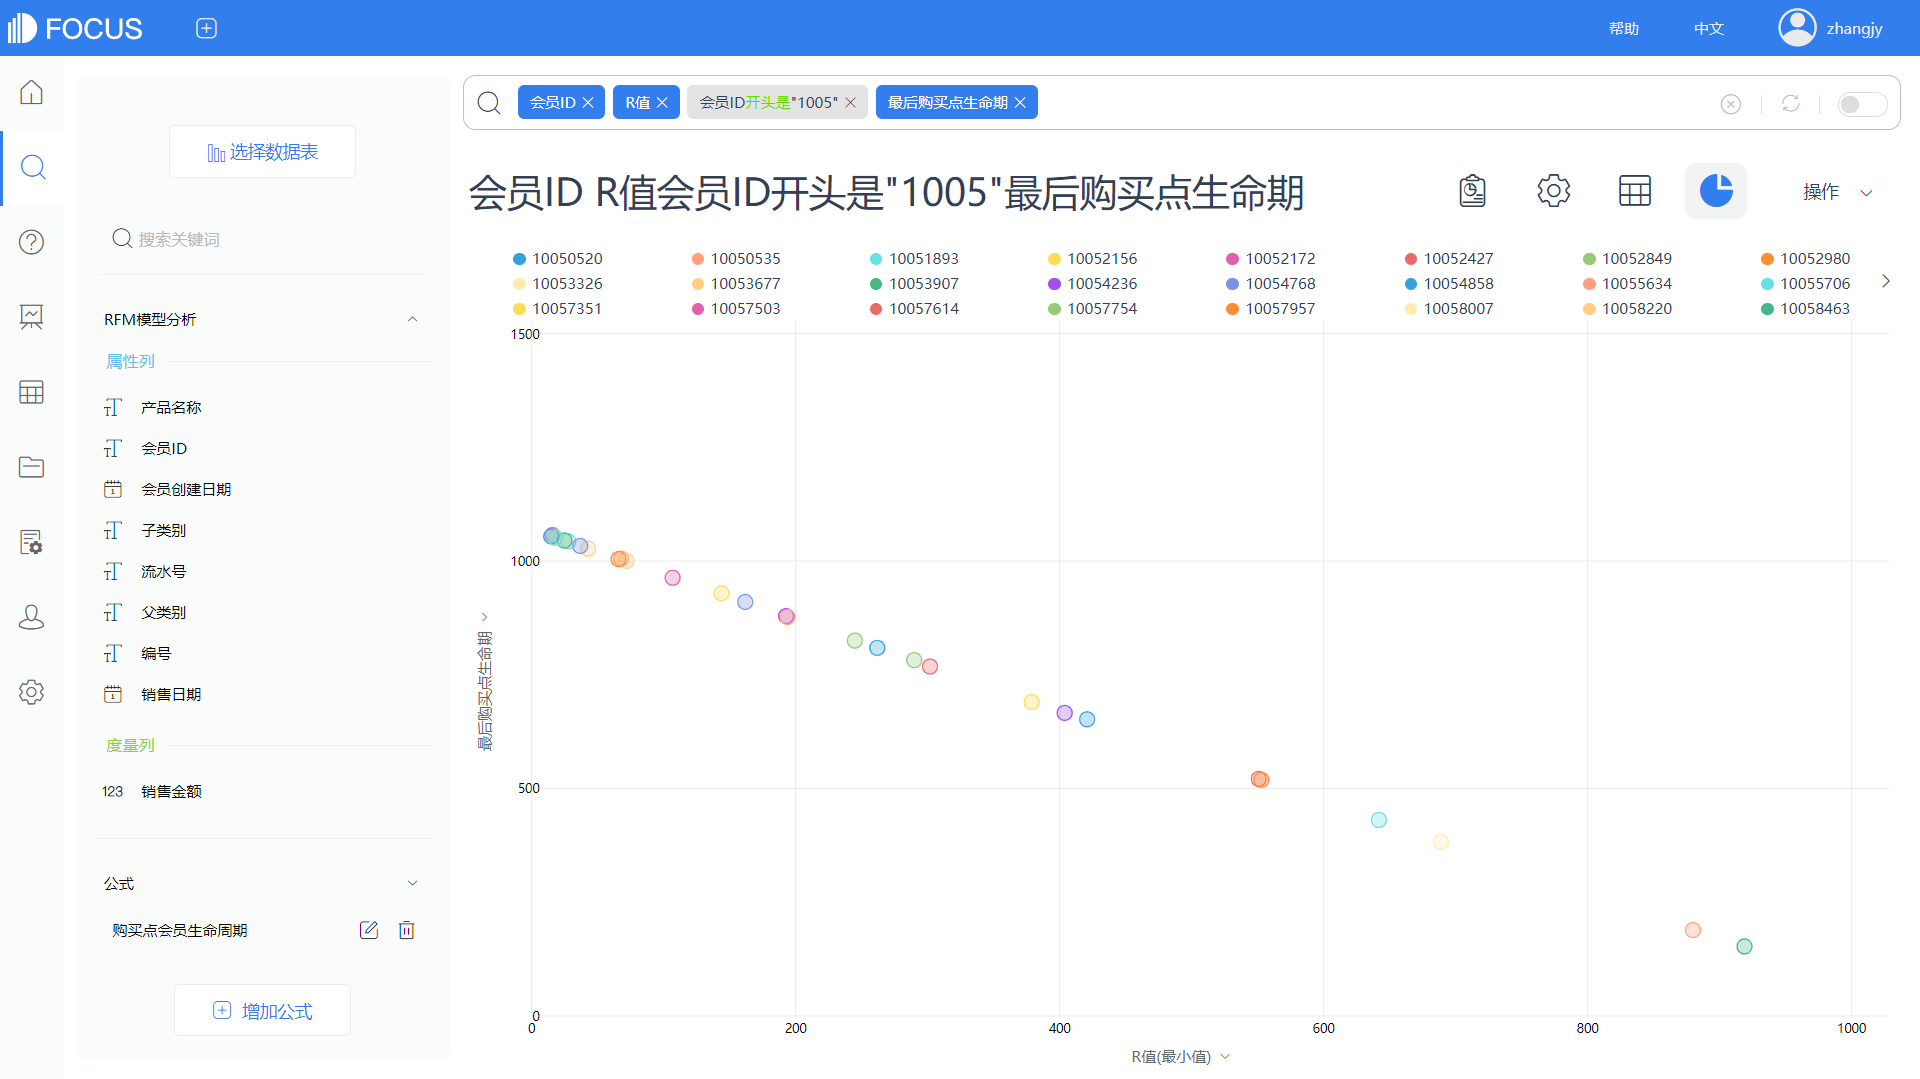 FOCUS
帮助 中文 zhangjy
会员ID R值 会员ID开头是"1005" 最后购买点生命期
选择数据表
搜索关键词
RFM模型分析
属性列
产品名称
会员ID
会员创建日期
子类别
流水号
父类别
编号
销售日期
度量列
123 销售金额
公式
购买点会员生命周期
增加公式
会员ID R值会员ID开头是"1005"最后购买点生命期
操作
10050520 10050535 10051893 10052156 10052172 10052427 10052849 10052980
10053326 10053677 10053907 10054236 10054768 10054858 10055634 10055706
10057351 10057503 10057614 10057754 10057957 10058007 10058220 10058463
1500
1000
500
0
最后购买点生命期
0 200 400 600 800 1000
R值(最小值)